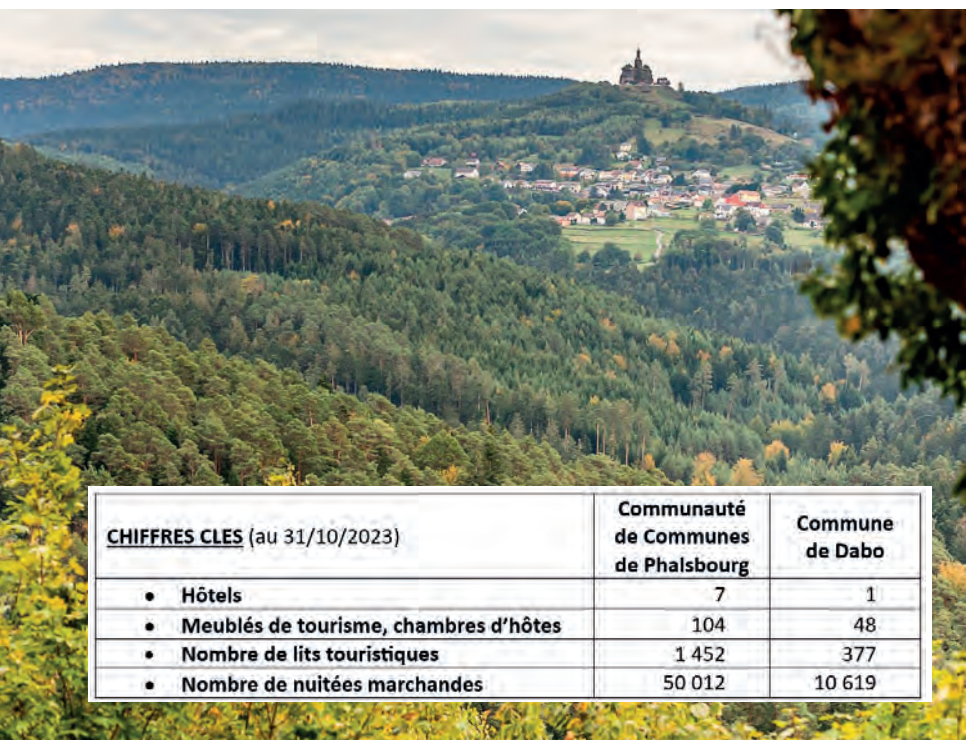 CHIFFRES CLES (au 31/10/2023)
Communauté
de Communes
de Phalsbourg
Commune
de Dabo
• Hôtels 7 1
• Meublés de tourisme, chambres d'hôtes 104 48
• Nombre de lits touristiques 1 452 377
• Nombre de nuitées marchandes 50 012 10 619